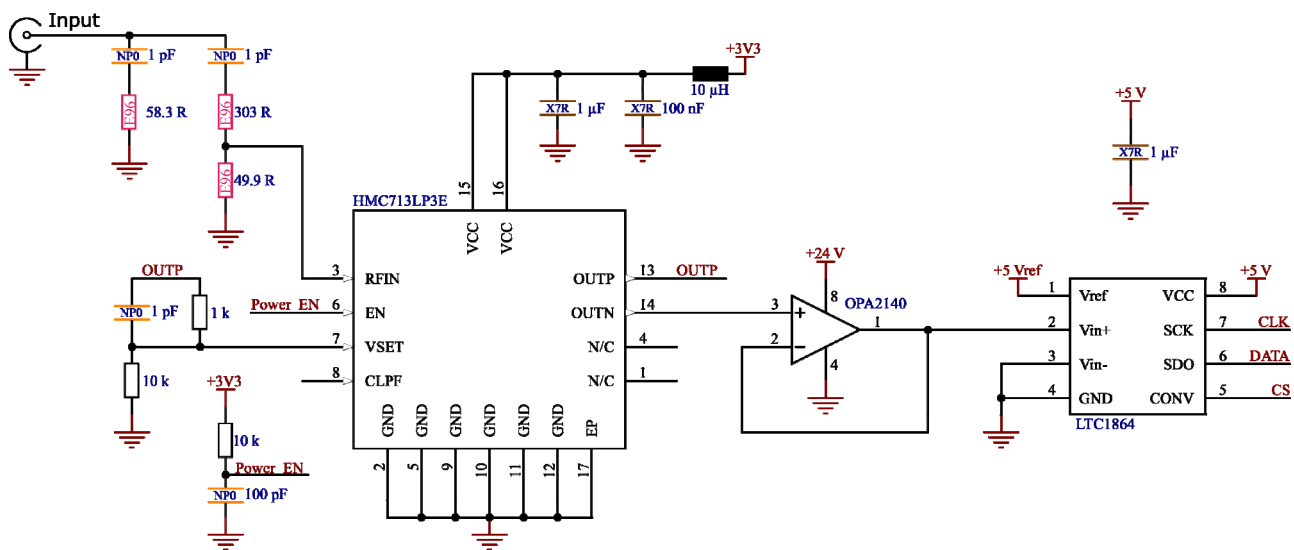 Input
NP0 1 pF
NP0 1 pF
E96 58.3 R
E96 303 R
E96 49.9 R
+3V3
10 µH
X7R 1 µF
X7R 100 nF
+5 V
X7R 1 µF
HMC713LP3E
15
16
VCC
VCC
3 RFIN
6 EN
7 VSET
8 CLPF
Power_EN
OUTP
NP0 1 pF
1 k
10 k
+3V3
10 k
Power_EN
NP0 100 pF
OUTP 13 OUTP
OUTN 14
N/C 4
N/C 1
GND
GND
GND
GND
GND
GND
EP
2
5
9
10
11
12
17
+24 V
OPA2140
3
+
2
−
8
1
4
+5 Vref
+5 V
1 Vref
2 Vin+
3 Vin-
4 GND
VCC 8
SCK 7 CLK
SDO 6 DATA
CONV 5 CS
LTC1864